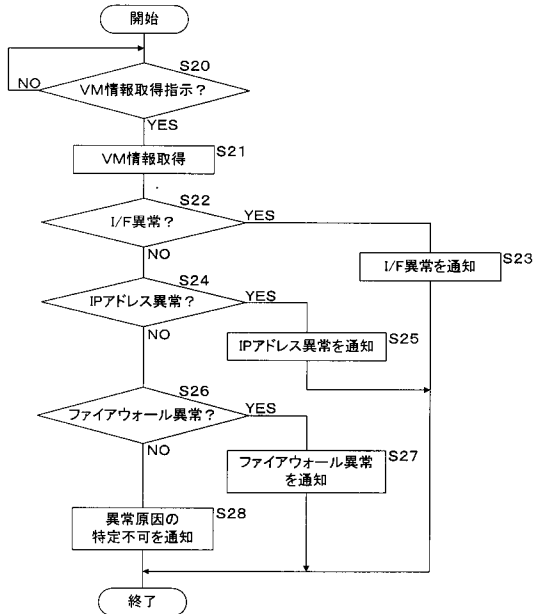 開始
S20
NO
VM情報取得指示？
YES
S21
VM情報取得
S22
I/F異常？
YES
NO
S23
I/F異常を通知
S24
IPアドレス異常？
YES
NO
S25
IPアドレス異常を通知
S26
ファイアウォール異常？
YES
NO
S27
ファイアウォール異常
を通知
S28
異常原因の
特定不可を通知
終了